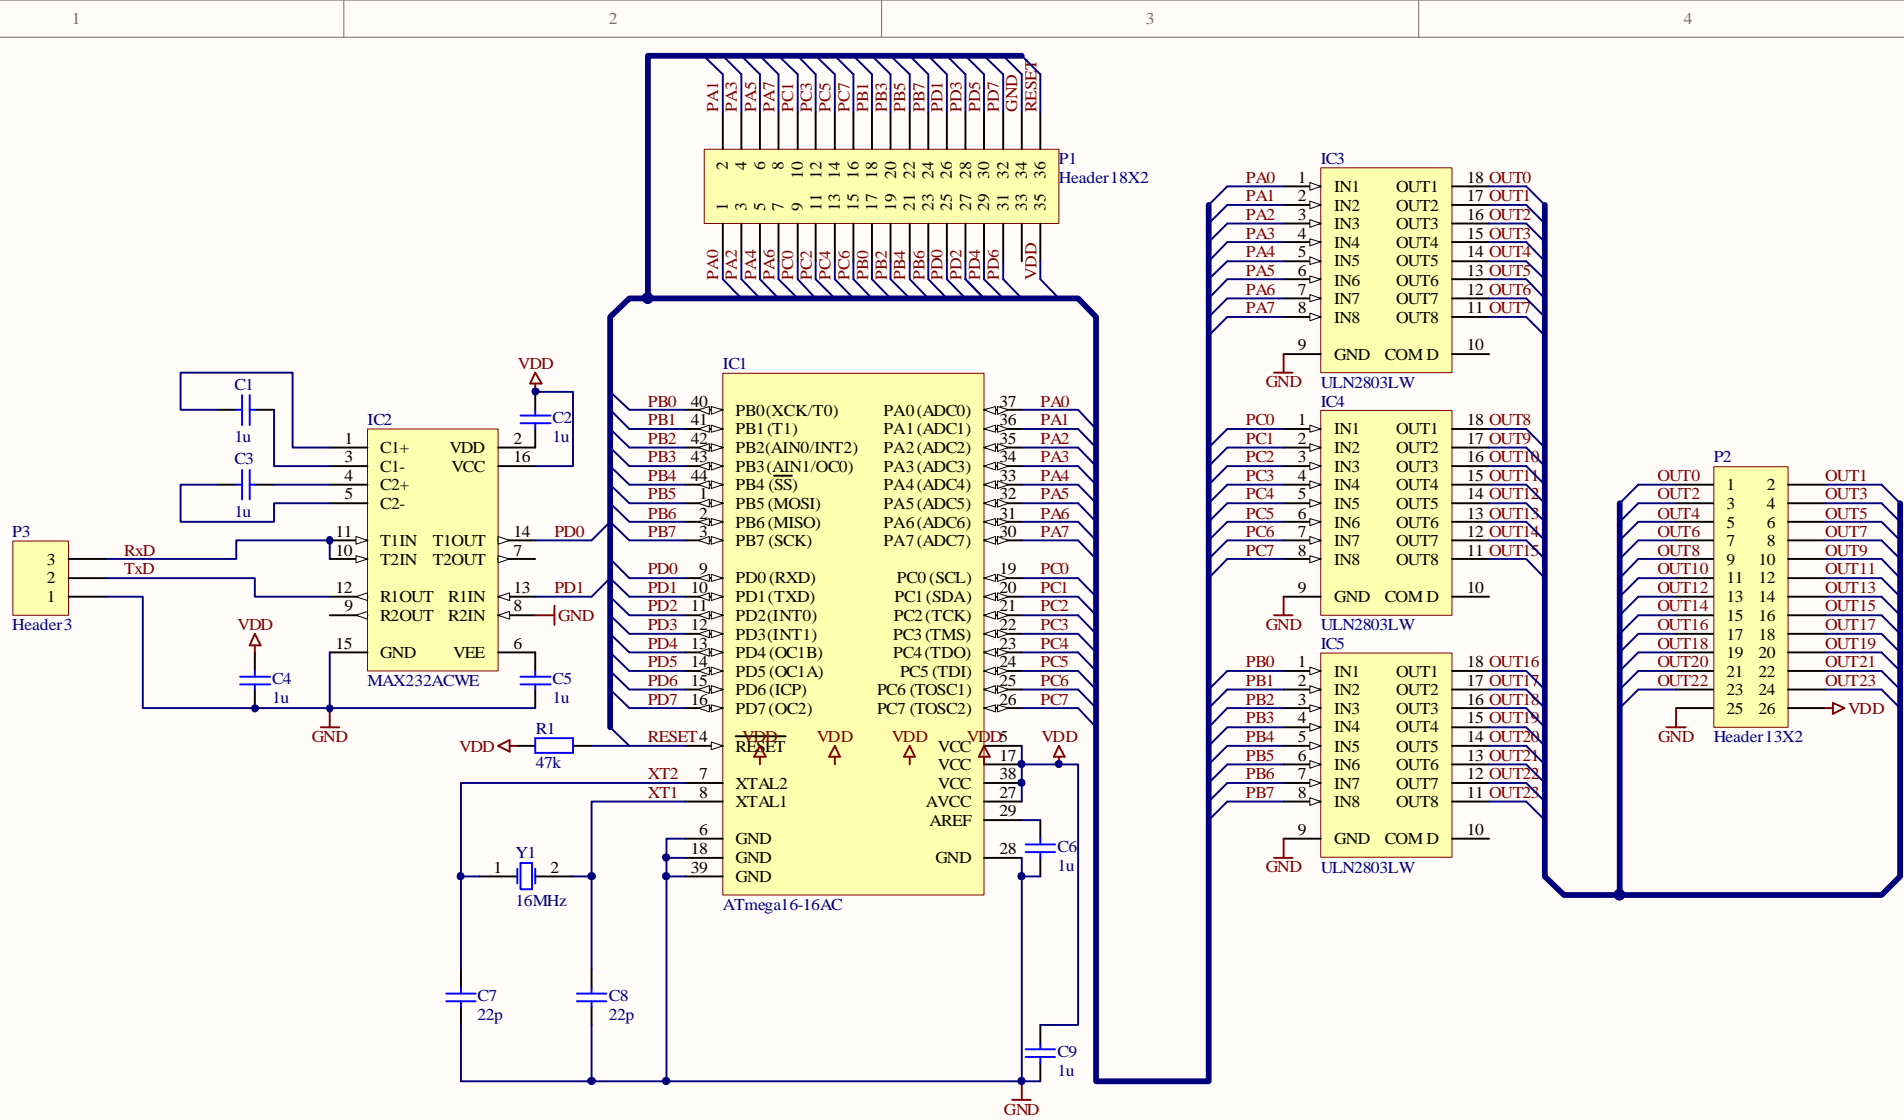 1 2 3 4
PA1 PA3 PA5 PA7 PC1 PC3 PC5 PC7 PB1 PB3 PB5 PB7 PD1 PD3 PD5 PD7 GND RESET
2 4 6 8 10 12 14 16 18 20 22 24 26 28 30 32 34 36
1 3 5 7 9 11 13 15 17 19 21 23 25 27 29 31 33 35
P1
Header18X2
PA0 PA2 PA4 PA6 PC0 PC2 PC4 PC6 PB0 PB2 PB4 PB6 PD0 PD2 PD4 PD6 VDD
P3
3 RxD
2 TxD
1
Header3
C1
1u
C3
1u
VDD
C2
1u
IC2
1 C1+ VDD 2
3 C1- VCC 16
4 C2+
5 C2-
11 T1IN T1OUT 14 PD0
10 T2IN T2OUT 7
12 R1OUT R1IN 13 PD1
9 R2OUT R2IN 8 GND
15 GND VEE 6
MAX232ACWE
VDD
C4
1u
C5
1u
GND
IC1
PB0 40 PB0(XCK/T0) PA0(ADC0) 37 PA0
PB1 41 PB1(T1) PA1(ADC1) 36 PA1
PB2 42 PB2(AIN0/INT2) PA2(ADC2) 35 PA2
PB3 43 PB3(AIN1/OC0) PA3(ADC3) 34 PA3
PB4 44 PB4(SS) PA4(ADC4) 33 PA4
PB5 1 PB5(MOSI) PA5(ADC5) 32 PA5
PB6 2 PB6(MISO) PA6(ADC6) 31 PA6
PB7 3 PB7(SCK) PA7(ADC7) 30 PA7
PD0 9 PD0(RXD) PC0(SCL) 19 PC0
PD1 10 PD1(TXD) PC1(SDA) 20 PC1
PD2 11 PD2(INT0) PC2(TCK) 21 PC2
PD3 12 PD3(INT1) PC3(TMS) 22 PC3
PD4 13 PD4(OC1B) PC4(TDO) 23 PC4
PD5 14 PD5(OC1A) PC5(TDI) 24 PC5
PD6 15 PD6(ICP) PC6(TOSC1) 25 PC6
PD7 16 PD7(OC2) PC7(TOSC2) 26 PC7
VDD R1 RESET 4 RESET VDD VDD VDD VDD VCC 5 VDD
47k
VCC 17
XT2 7 XTAL2 VCC 38
XT1 8 XTAL1 AVCC 27
AREF 29
6 GND
18 GND GND 28
39 GND
ATmega16-16AC
C6
1u
Y1
1 2
16MHz
C7
22p
C8
22p
C9
1u
GND
IC3
PA0 1 IN1 OUT1 18 OUT0
PA1 2 IN2 OUT2 17 OUT1
PA2 3 IN3 OUT3 16 OUT2
PA3 4 IN4 OUT4 15 OUT3
PA4 5 IN5 OUT5 14 OUT4
PA5 6 IN6 OUT6 13 OUT5
PA6 7 IN7 OUT7 12 OUT6
PA7 8 IN8 OUT8 11 OUT7
9 GND COM D 10
GND
ULN2803LW
IC4
PC0 1 IN1 OUT1 18 OUT8
PC1 2 IN2 OUT2 17 OUT9
PC2 3 IN3 OUT3 16 OUT10
PC3 4 IN4 OUT4 15 OUT11
PC4 5 IN5 OUT5 14 OUT12
PC5 6 IN6 OUT6 13 OUT13
PC6 7 IN7 OUT7 12 OUT14
PC7 8 IN8 OUT8 11 OUT15
9 GND COM D 10
GND
ULN2803LW
IC5
PB0 1 IN1 OUT1 18 OUT16
PB1 2 IN2 OUT2 17 OUT17
PB2 3 IN3 OUT3 16 OUT18
PB3 4 IN4 OUT4 15 OUT19
PB4 5 IN5 OUT5 14 OUT20
PB5 6 IN6 OUT6 13 OUT21
PB6 7 IN7 OUT7 12 OUT22
PB7 8 IN8 OUT8 11 OUT23
9 GND COM D 10
GND
ULN2803LW
P2
OUT0 1 2 OUT1
OUT2 3 4 OUT3
OUT4 5 6 OUT5
OUT6 7 8 OUT7
OUT8 9 10 OUT9
OUT10 11 12 OUT11
OUT12 13 14 OUT13
OUT14 15 16 OUT15
OUT16 17 18 OUT17
OUT18 19 20 OUT19
OUT20 21 22 OUT21
OUT22 23 24 OUT23
25 26 VDD
GND
Header13X2